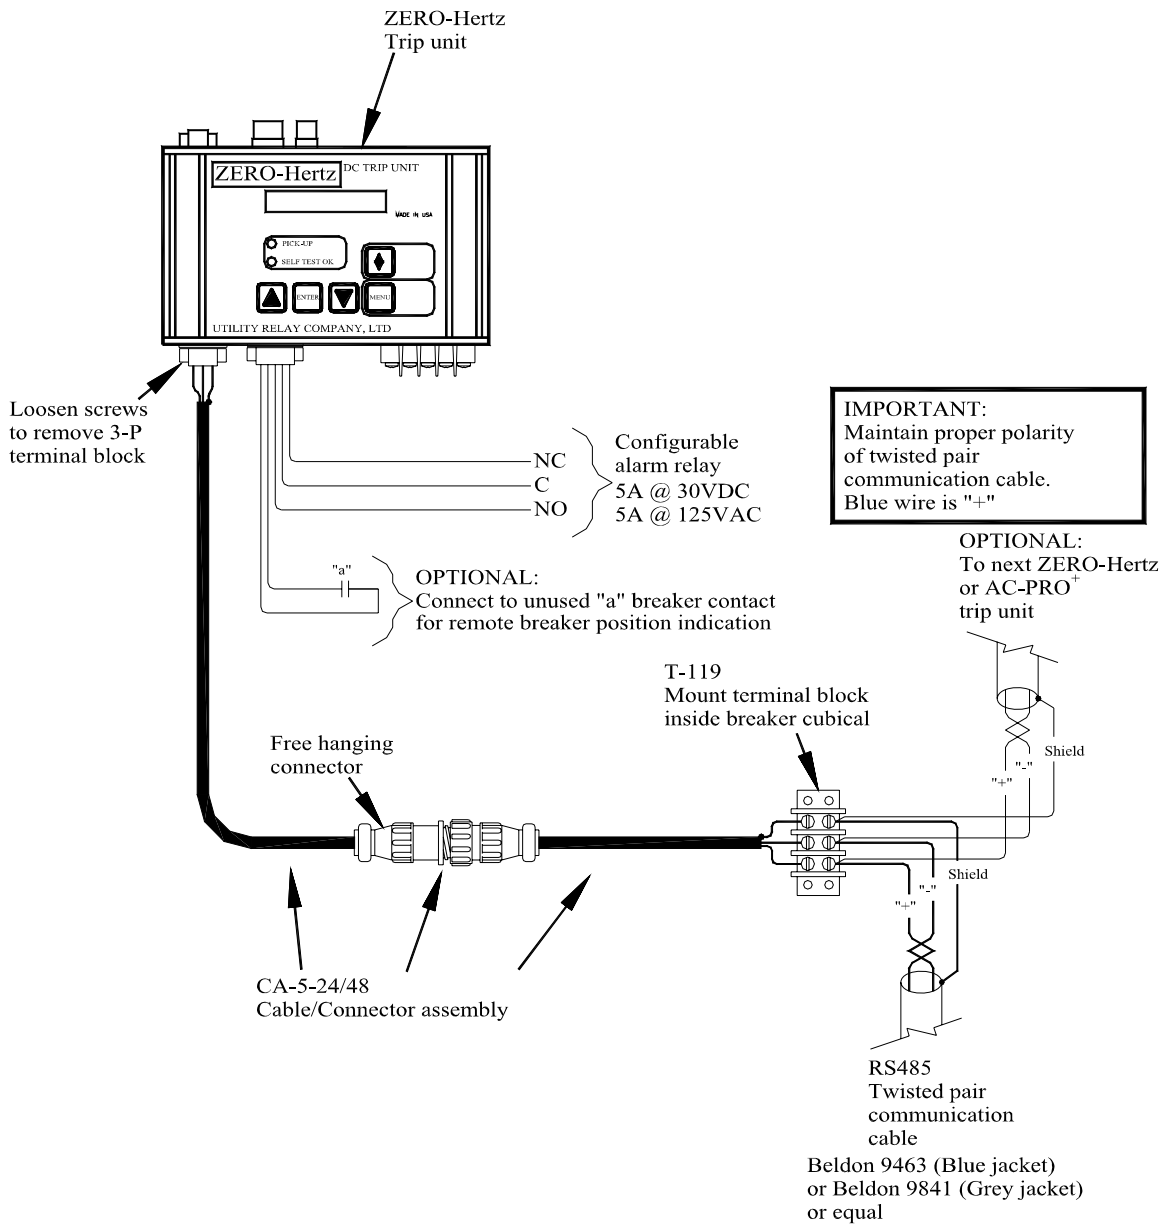 ZERO-Hertz
Trip unit
ZERO-Hertz
DC TRIP UNIT
MADE IN USA
PICK-UP
SELF TEST OK
ENTER
MENU
UTILITY RELAY COMPANY, LTD
Loosen screws
to remove 3-P
terminal block
NC
C
NO
Configurable
alarm relay
5A @ 30VDC
5A @ 125VAC
"a"
OPTIONAL:
Connect to unused "a" breaker contact
for remote breaker position indication
IMPORTANT:
Maintain proper polarity
of twisted pair
communication cable.
Blue wire is "+"
OPTIONAL:
To next ZERO-Hertz
or AC-PRO+
trip unit
T-119
Mount terminal block
inside breaker cubical
Shield
"-"
"+"
Free hanging
connector
Shield
"-"
"+"
CA-5-24/48
Cable/Connector assembly
RS485
Twisted pair
communication
cable
Beldon 9463 (Blue jacket)
or Beldon 9841 (Grey jacket)
or equal